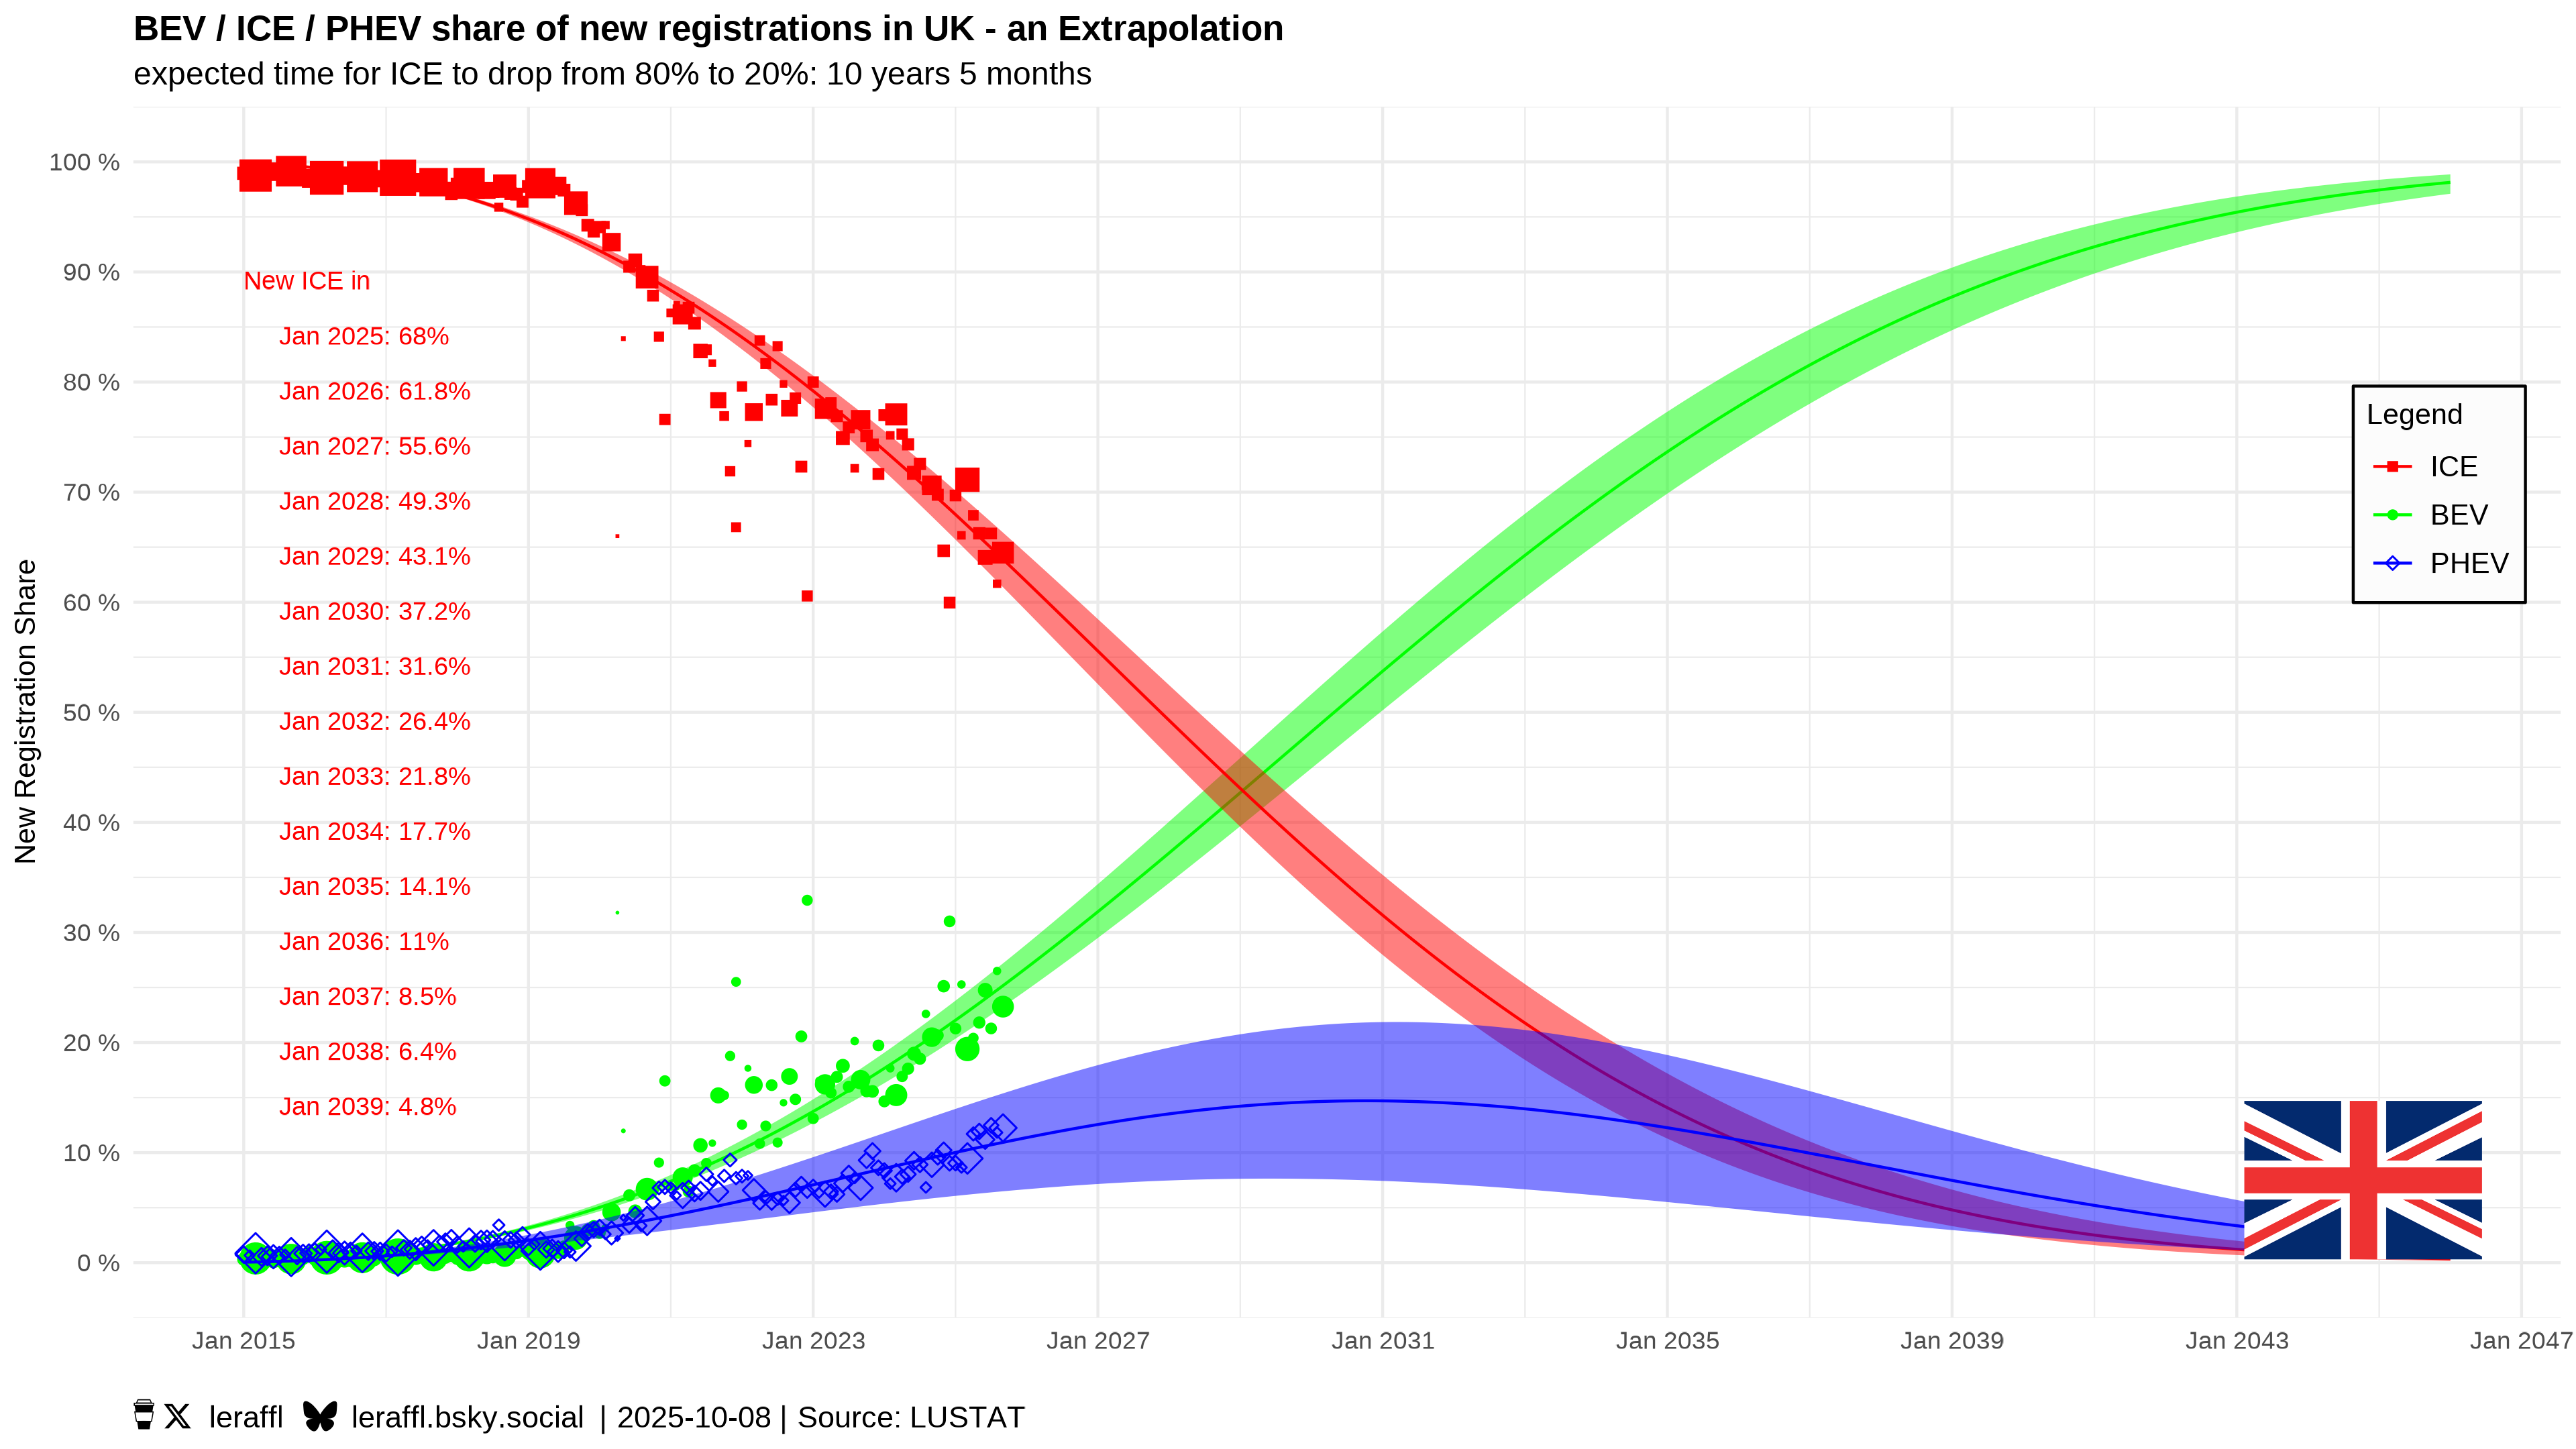 BEV / ICE / PHEV share of new registrations in UK - an Extrapolation
expected time for ICE to drop from 80% to 20%: 10 years 5 months
New Registration Share
100 %
90 %
80 %
70 %
60 %
50 %
40 %
30 %
20 %
10 %
0 %
New ICE in
Jan 2025: 68%
Jan 2026: 61.8%
Jan 2027: 55.6%
Jan 2028: 49.3%
Jan 2029: 43.1%
Jan 2030: 37.2%
Jan 2031: 31.6%
Jan 2032: 26.4%
Jan 2033: 21.8%
Jan 2034: 17.7%
Jan 2035: 14.1%
Jan 2036: 11%
Jan 2037: 8.5%
Jan 2038: 6.4%
Jan 2039: 4.8%
Legend
ICE
BEV
PHEV
Jan 2015 Jan 2019 Jan 2023 Jan 2027 Jan 2031 Jan 2035 Jan 2039 Jan 2043 Jan 2047
leraffl leraffl.bsky.social | 2025-10-08 | Source: LUSTAT